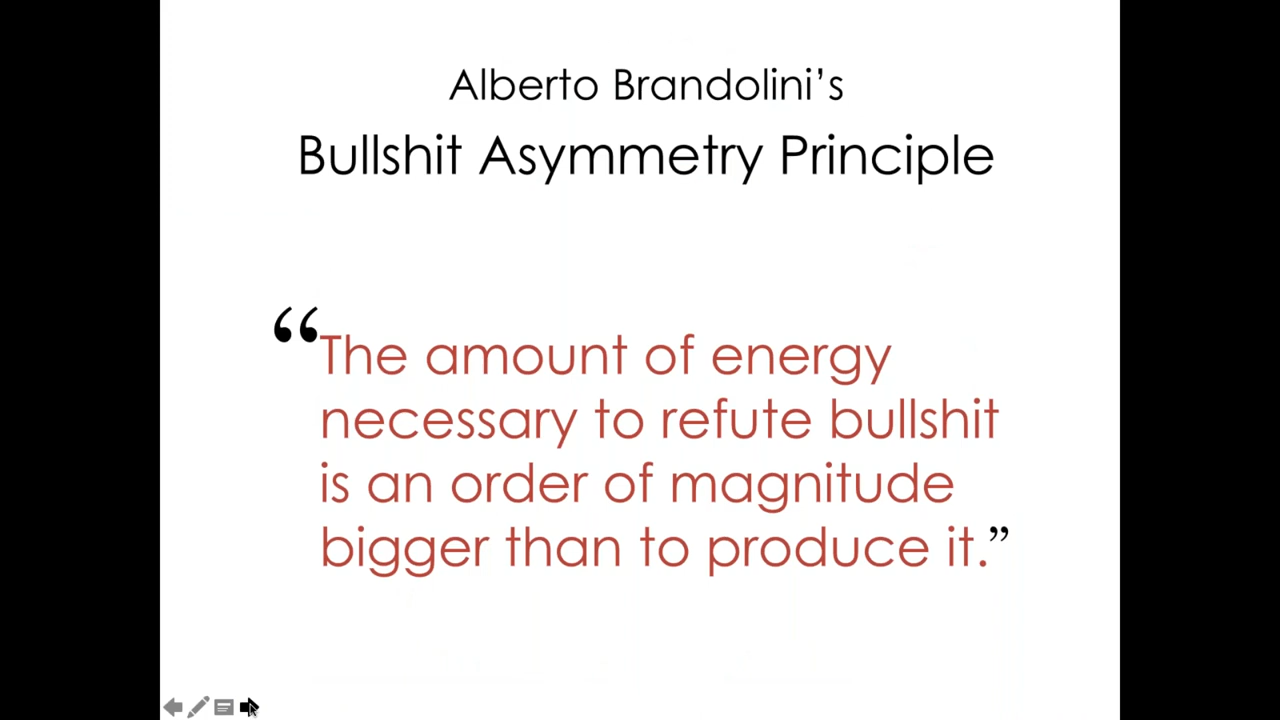 Alberto Brandolini’s
Bullshit Asymmetry Principle
“The amount of energy
necessary to refute bullshit
is an order of magnitude
bigger than to produce it.”